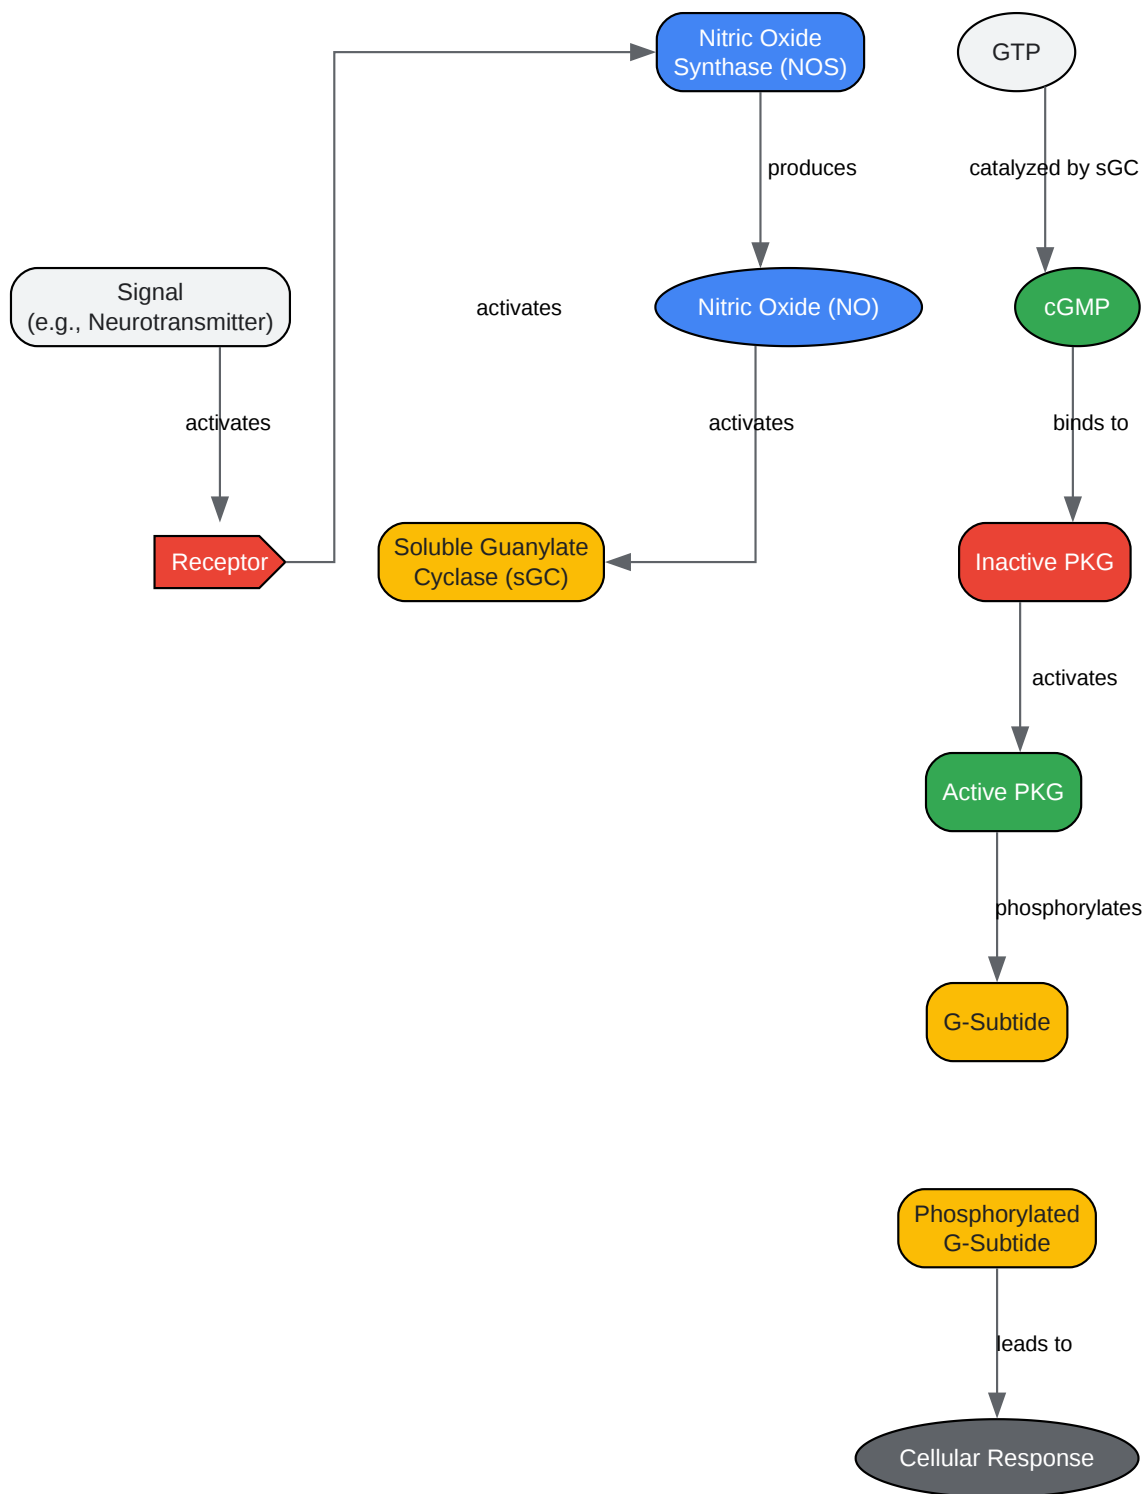 Nitric Oxide
Synthase (NOS)
GTP
produces
catalyzed by sGC
Signal
(e.g., Neurotransmitter)
activates
Nitric Oxide (NO)
cGMP
activates
activates
binds to
Receptor
Soluble Guanylate
Cyclase (sGC)
Inactive PKG
activates
Active PKG
phosphorylates
G-Subtide
Phosphorylated
G-Subtide
leads to
Cellular Response